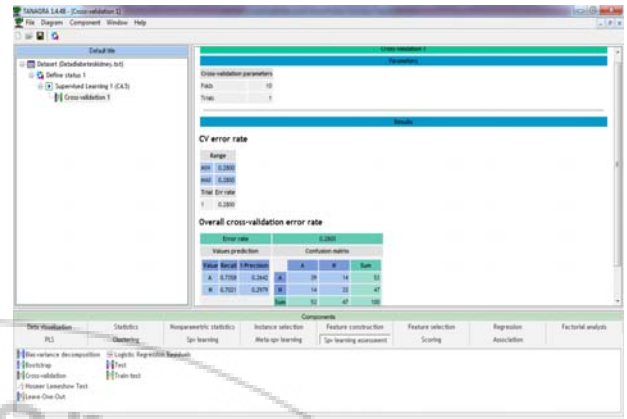 TANAGRA 1.4.48 - [Cross-validation 1]
File Diagram Component Window Help
Default title
Dataset (Datadiabeteskidney.txt)
Define status 1
Supervised Learning 1 (C4.5)
Cross-validation 1
Cross-validation 1
Parameters
Cross-validation parameters
Folds 10
Trials 1
Results
CV error rate
Range
MIN 0.2800
MAX 0.2800
Trial Err rate
1 0.2800
Overall cross-validation error rate
Error rate 0.2800
Values prediction Confusion matrix
Value Recall 1-Precision A N Sum
A 0.7358 0.2642 A 39 14 53
N 0.7021 0.2979 N 14 33 47
Sum 53 47 100
Components
Data visualization Statistics Nonparametric statistics Instance selection Feature construction Feature selection Regression Factorial analysis
PLS Clustering Spv learning Meta-spv learning Spv learning assessment Scoring Association
Bias-variance decomposition Logistic Regression Residuals
Bootstrap Test
Cross-validation Train-test
Hosmer Lemeshow Test
Leave-One-Out